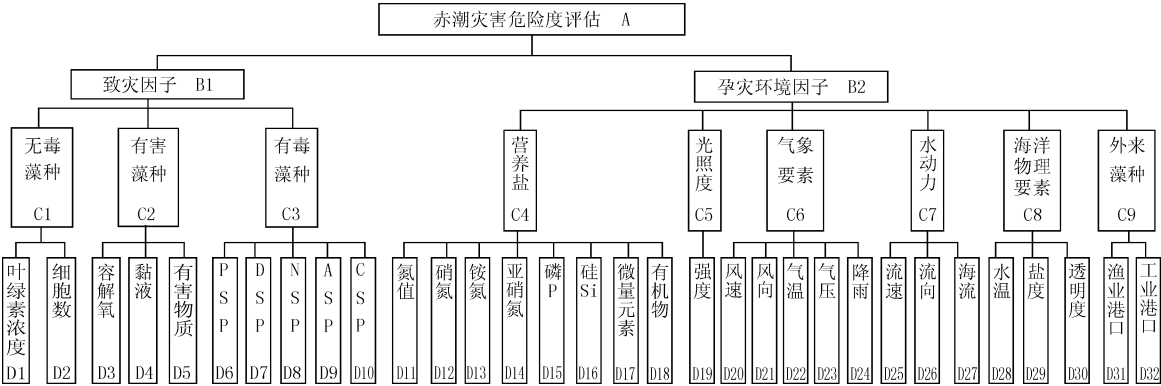 赤潮灾害危险度评估 A
致灾因子 B1
孕灾环境因子 B2
无毒藻种 C1
有害藻种 C2
有毒藻种 C3
营养盐 C4
光照度 C5
气象要素 C6
水动力 C7
海洋物理要素 C8
外来藻种 C9
叶绿素浓度 D1
细胞数 D2
容解氧 D3
黏液 D4
有害物质 D5
PSP D6
DSP D7
NSP D8
ASP D9
CSP D10
氮值 D11
硝氮 D12
铵氮 D13
亚硝氮 D14
磷P D15
硅Si D16
微量元素 D17
有机物 D18
强度 D19
风速 D20
风向 D21
气温 D22
气压 D23
降雨 D24
流速 D25
流向 D26
海流 D27
水温 D28
盐度 D29
透明度 D30
渔业港口 D31
工业港口 D32